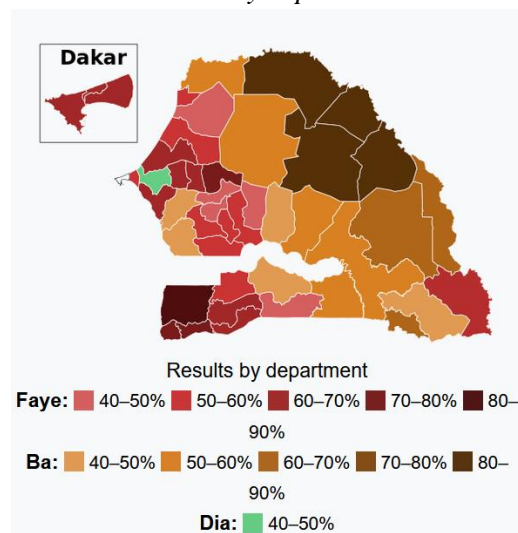 Dakar
Results by department
Faye: 40–50% 50–60% 60–70% 70–80% 80–
90%
Ba: 40–50% 50–60% 60–70% 70–80% 80–
90%
Dia: 40–50%